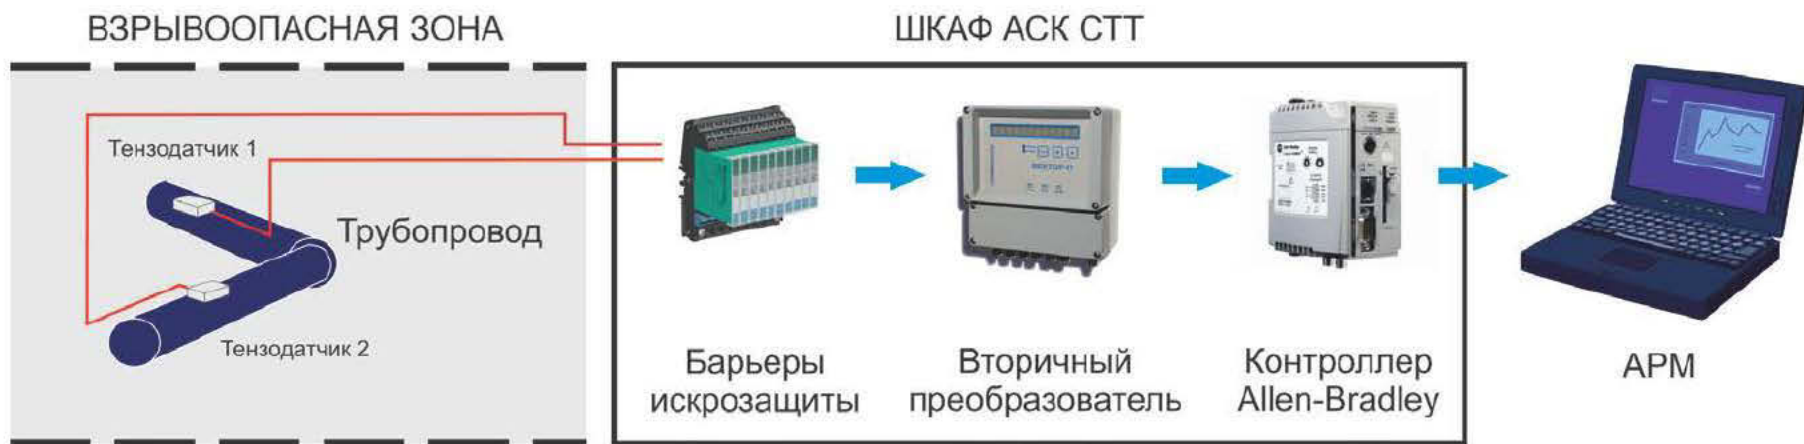 ВЗРЫВООПАСНАЯ ЗОНА
ШКАФ АСК СТТ
Тензодатчик 1
Трубопровод
Тензодатчик 2
Барьеры
искрозащиты
Вторичный
преобразователь
Контроллер
Allen-Bradley
АРМ